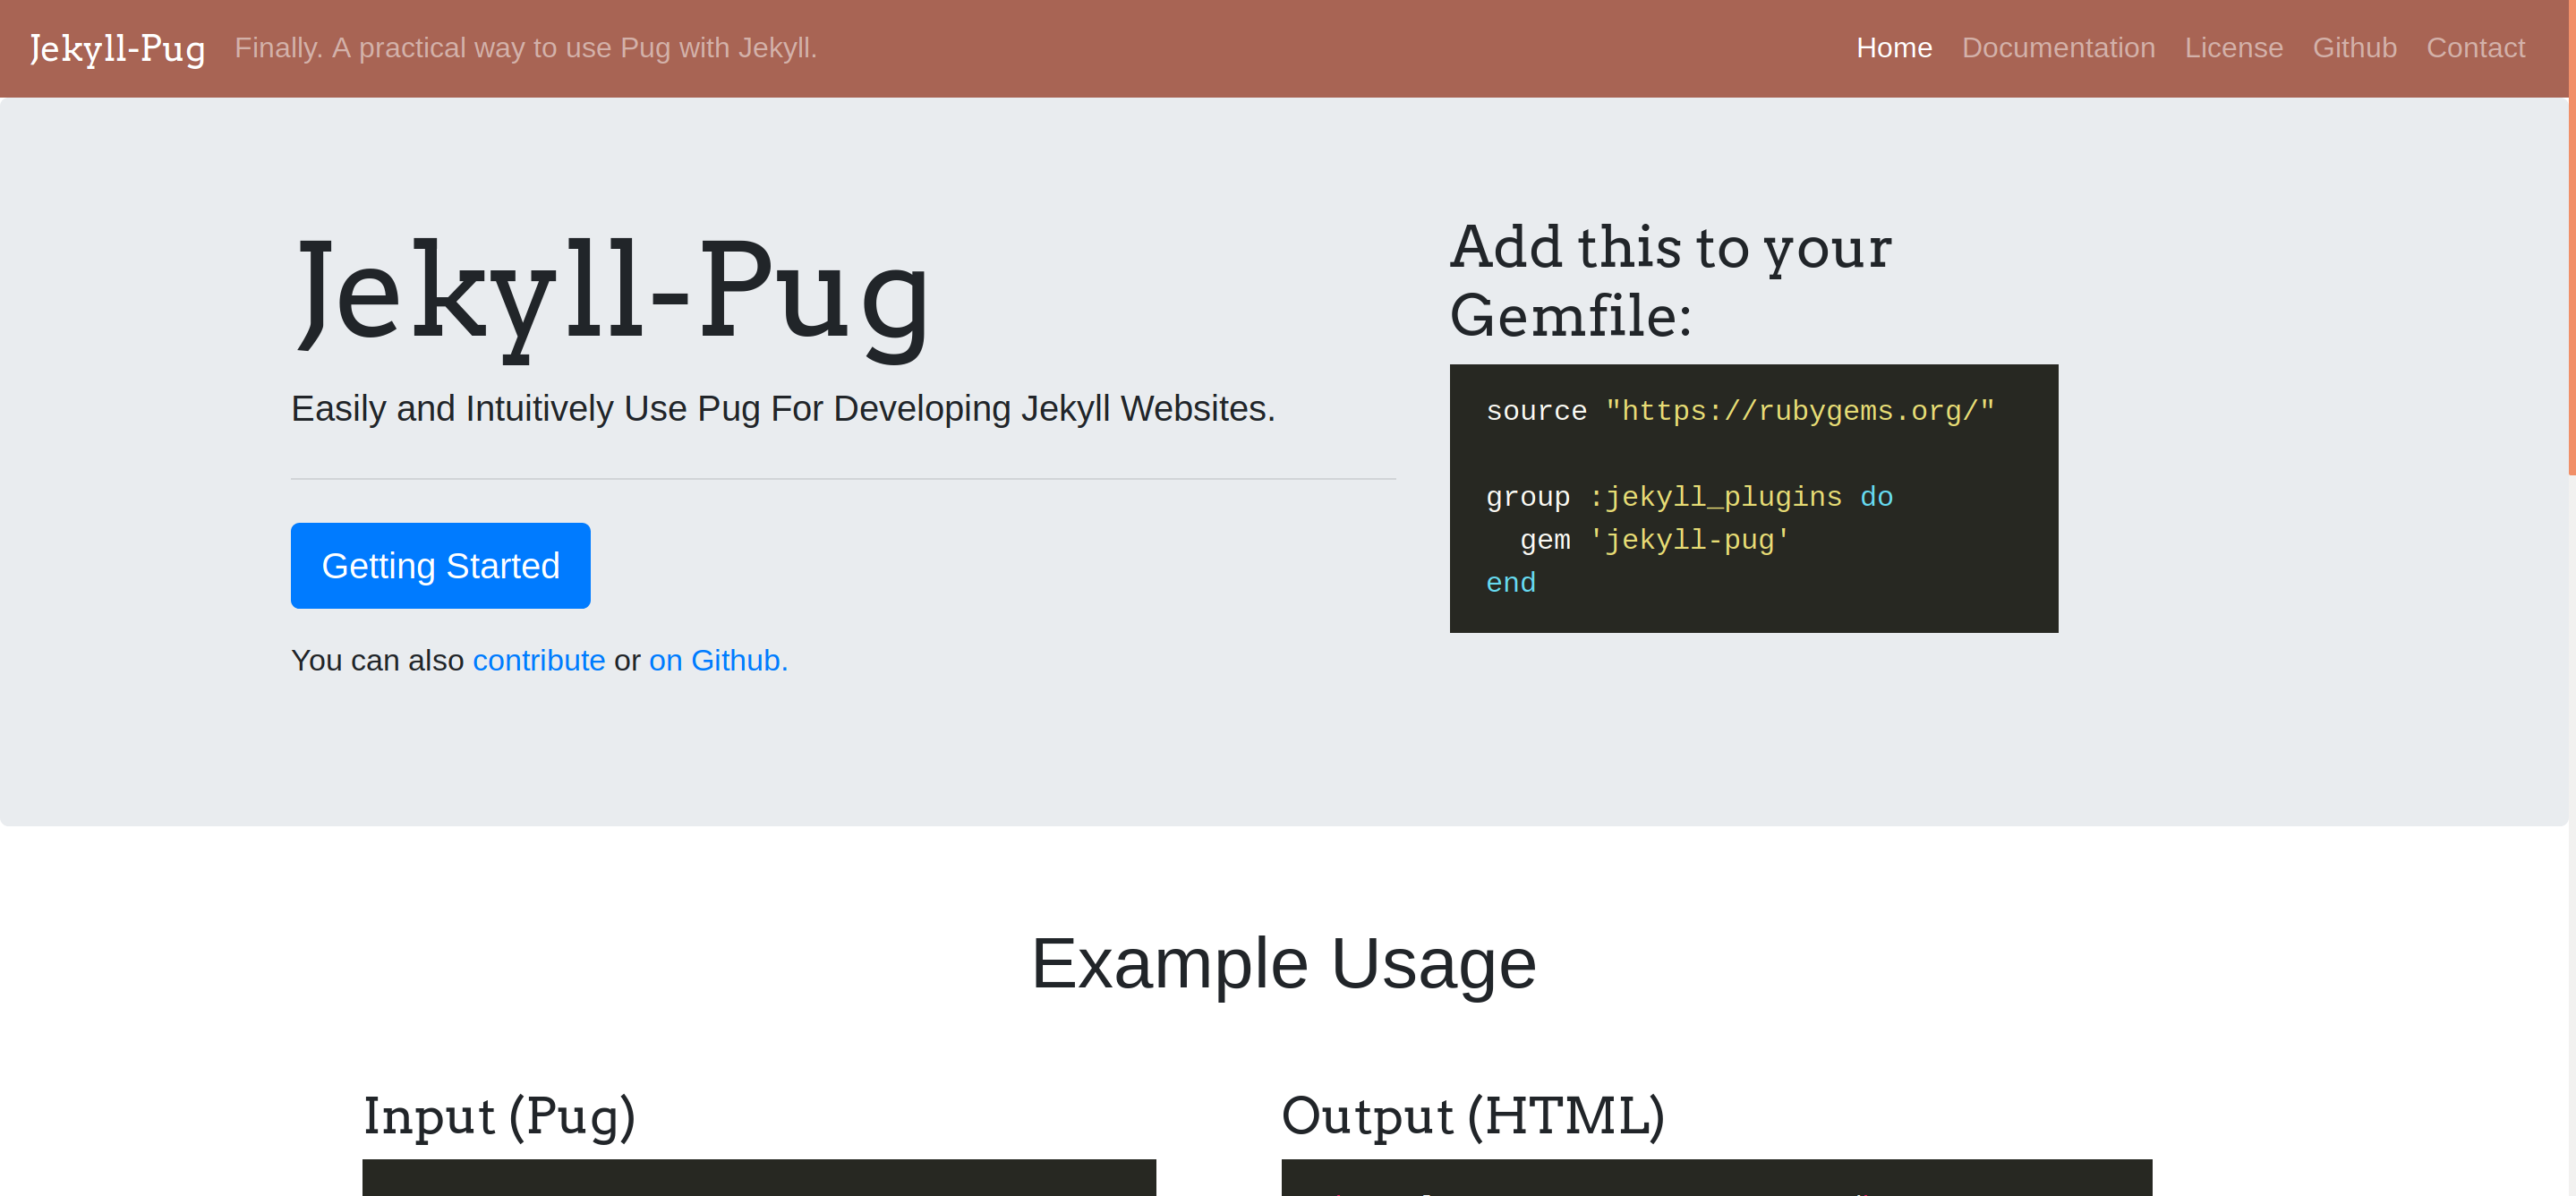 Jekyll-Pug Finally. A practical way to use Pug with Jekyll. Home Documentation License Github Contact
Jekyll-Pug
Easily and Intuitively Use Pug For Developing Jekyll Websites.
Getting Started
You can also contribute or on Github.
Add this to your
Gemfile:
source "https://rubygems.org/"
group :jekyll_plugins do
  gem 'jekyll-pug'
end
Example Usage
Input (Pug)
Output (HTML)